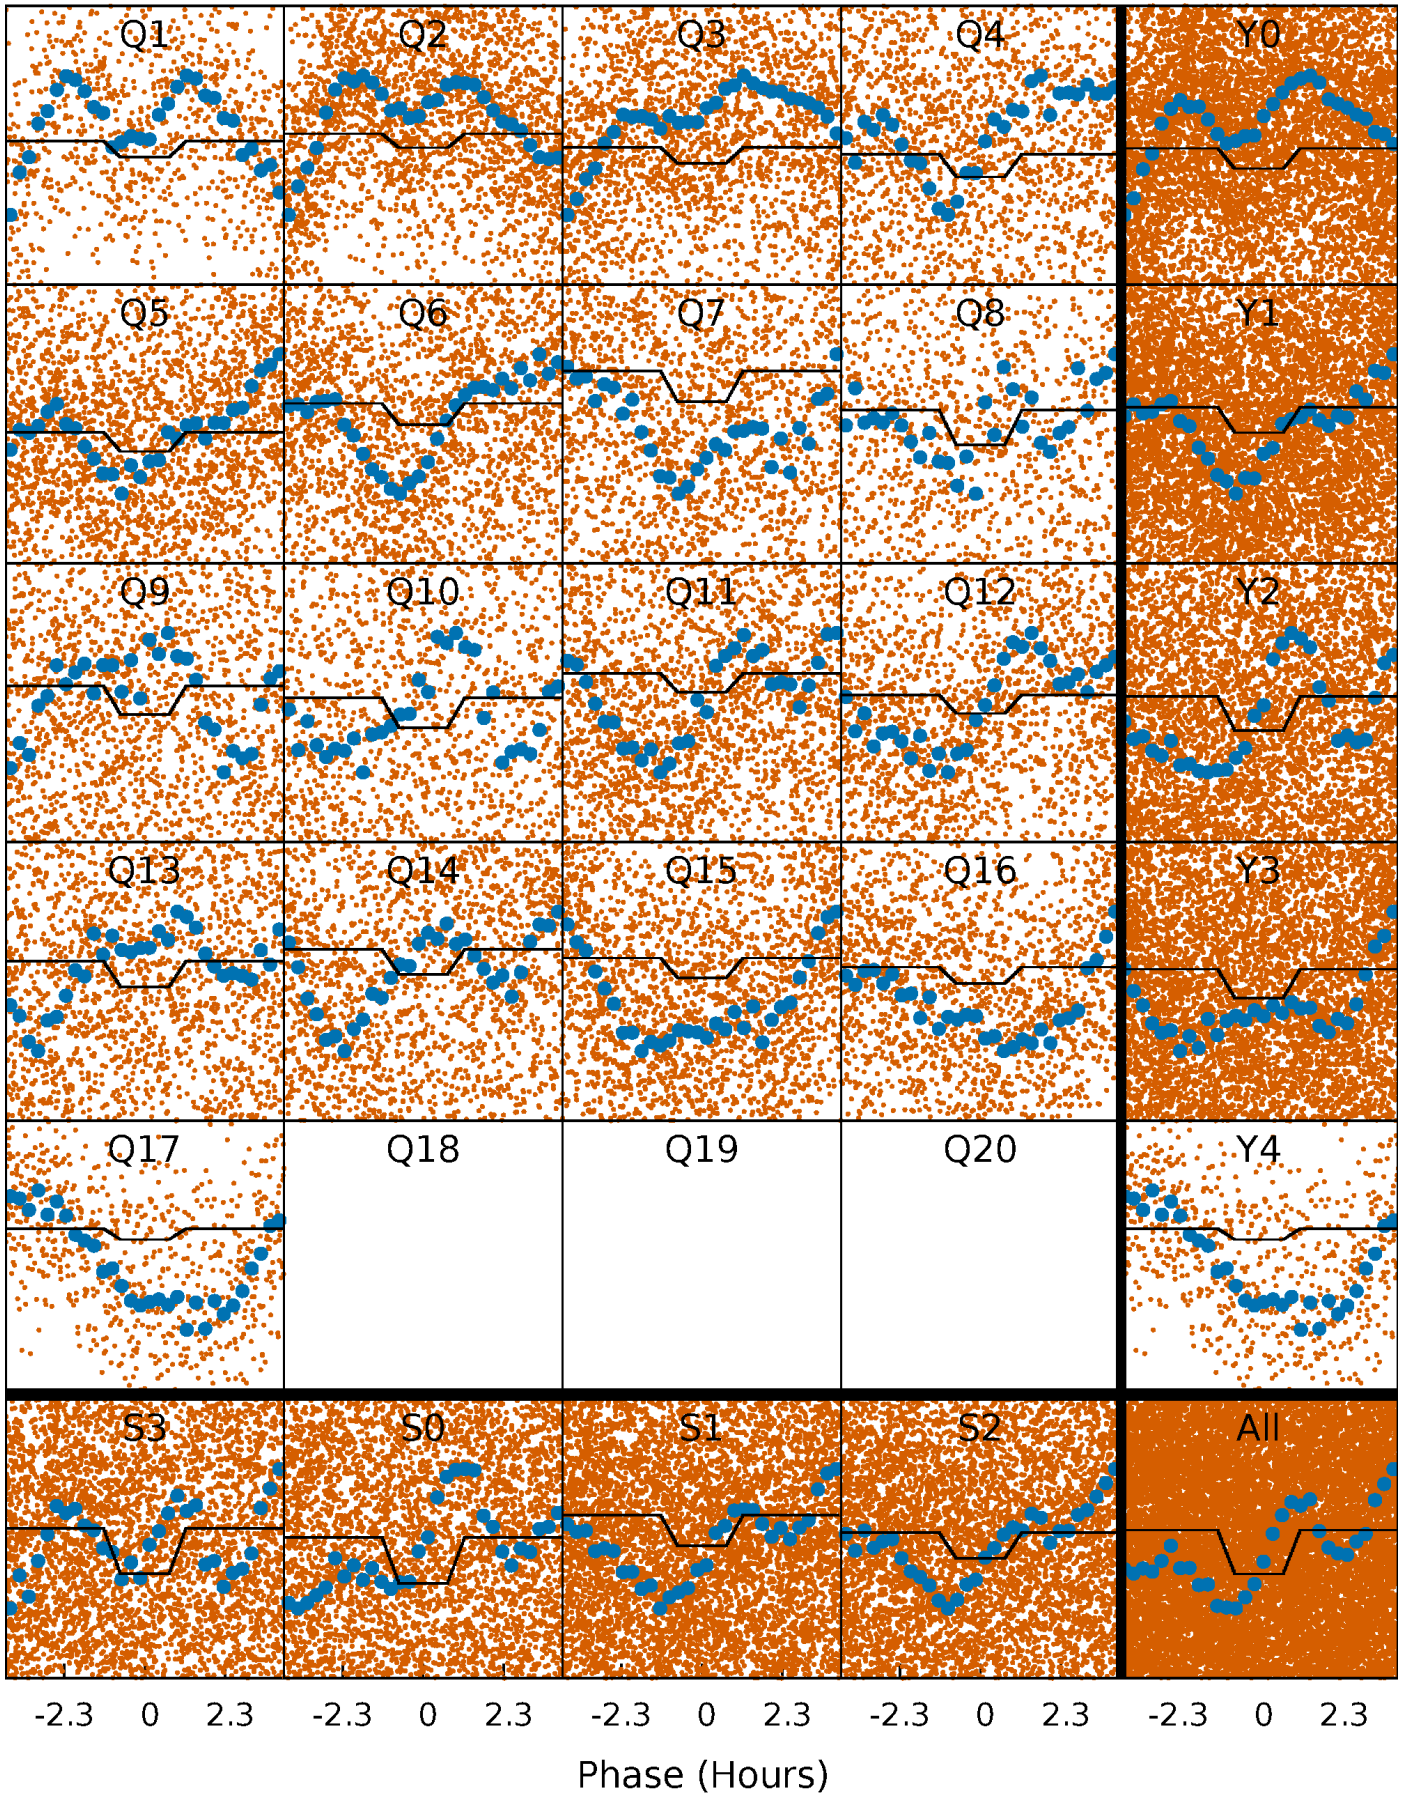 Q1 Q2 Q3 Q4 Y0
Q5 Q6 Q7 Q8 Y1
Q9 Q10 Q11 Q12 Y2
Q13 Q14 Q15 Q16 Y3
Q17 Q18 Q19 Q20 Y4
S3 S0 S1 S2 All
-2.3 0 2.3 -2.3 0 2.3 -2.3 0 2.3 -2.3 0 2.3 -2.3 0 2.3
Phase (Hours)